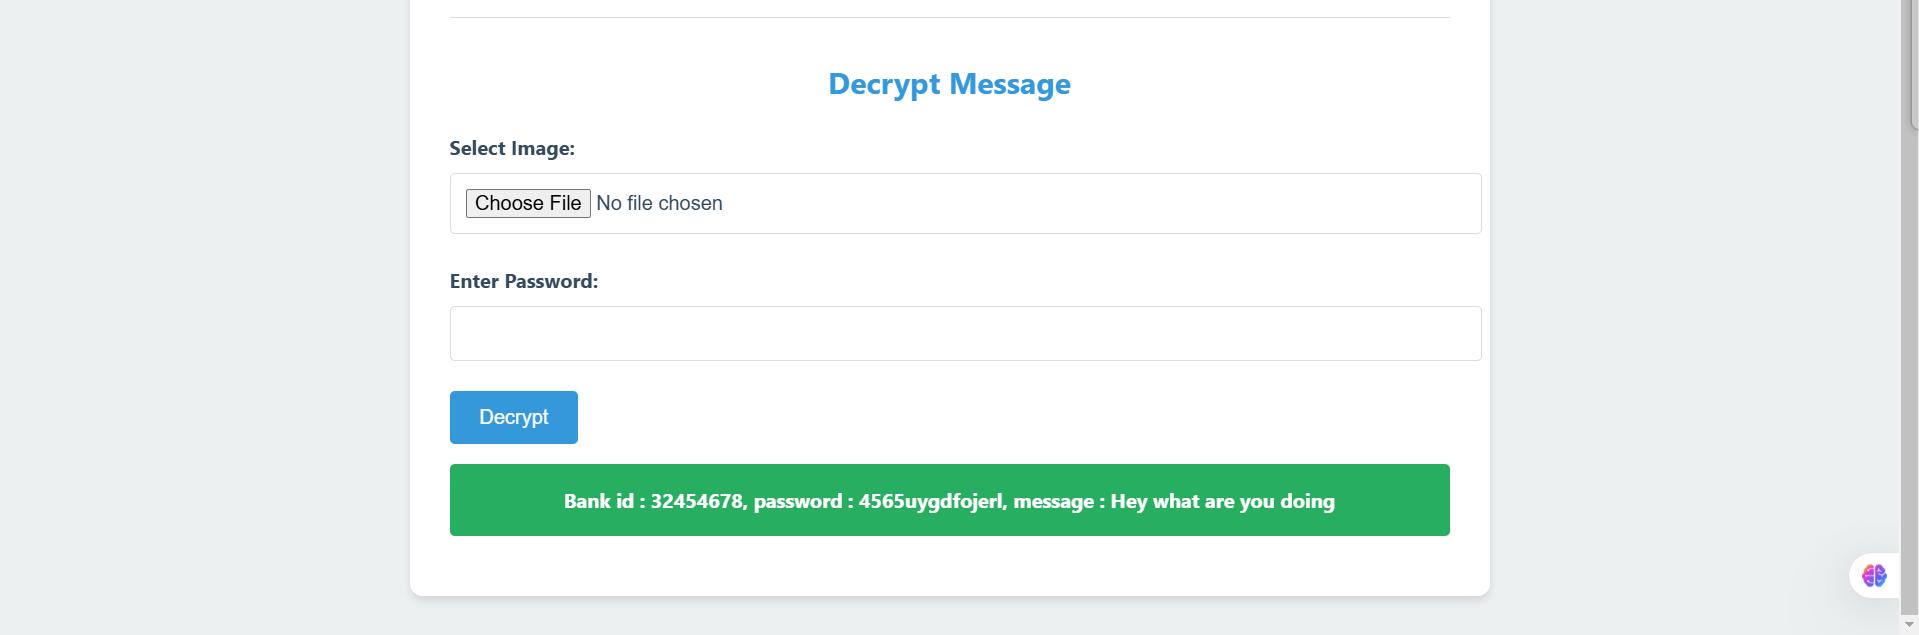 Decrypt Message
Select Image:
Choose File No file chosen
Enter Password:
Decrypt
Bank id : 32454678, password : 4565uygdfojerl, message : Hey what are you doing